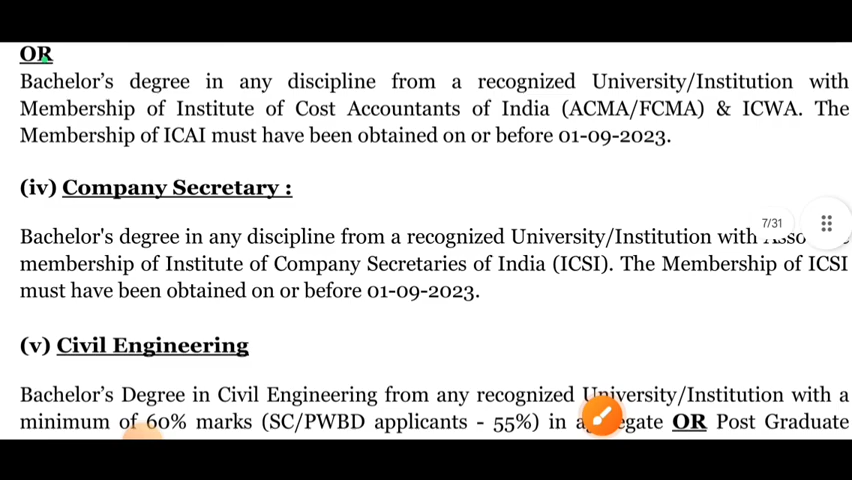 OR
Bachelor's degree in any discipline from a recognized University/Institution with
Membership of Institute of Cost Accountants of India (ACMA/FCMA) & ICWA. The
Membership of ICAI must have been obtained on or before 01-09-2023.
(iv) Company Secretary :
7/31
Bachelor's degree in any discipline from a recognized University/Institution with
membership of Institute of Company Secretaries of India (ICSI). The Membership of ICSI
must have been obtained on or before 01-09-2023.
(v) Civil Engineering
Bachelor's Degree in Civil Engineering from any recognized University/Institution with a
minimum of 60% marks (SC/PWBD applicants - 55%) in OR Post Graduate